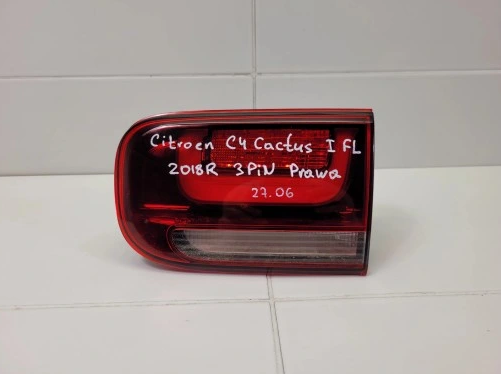 Citroen C4 Cactus I FL
2018R 3PiN Prawa
27.06